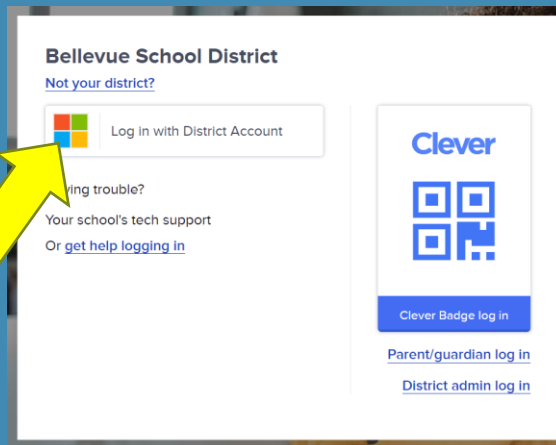 Bellevue School District
Not your district?
Log in with District Account
ving trouble?
Your school's tech support
Or get help logging in
Clever
Clever Badge log in
Parent/guardian log in
District admin log in